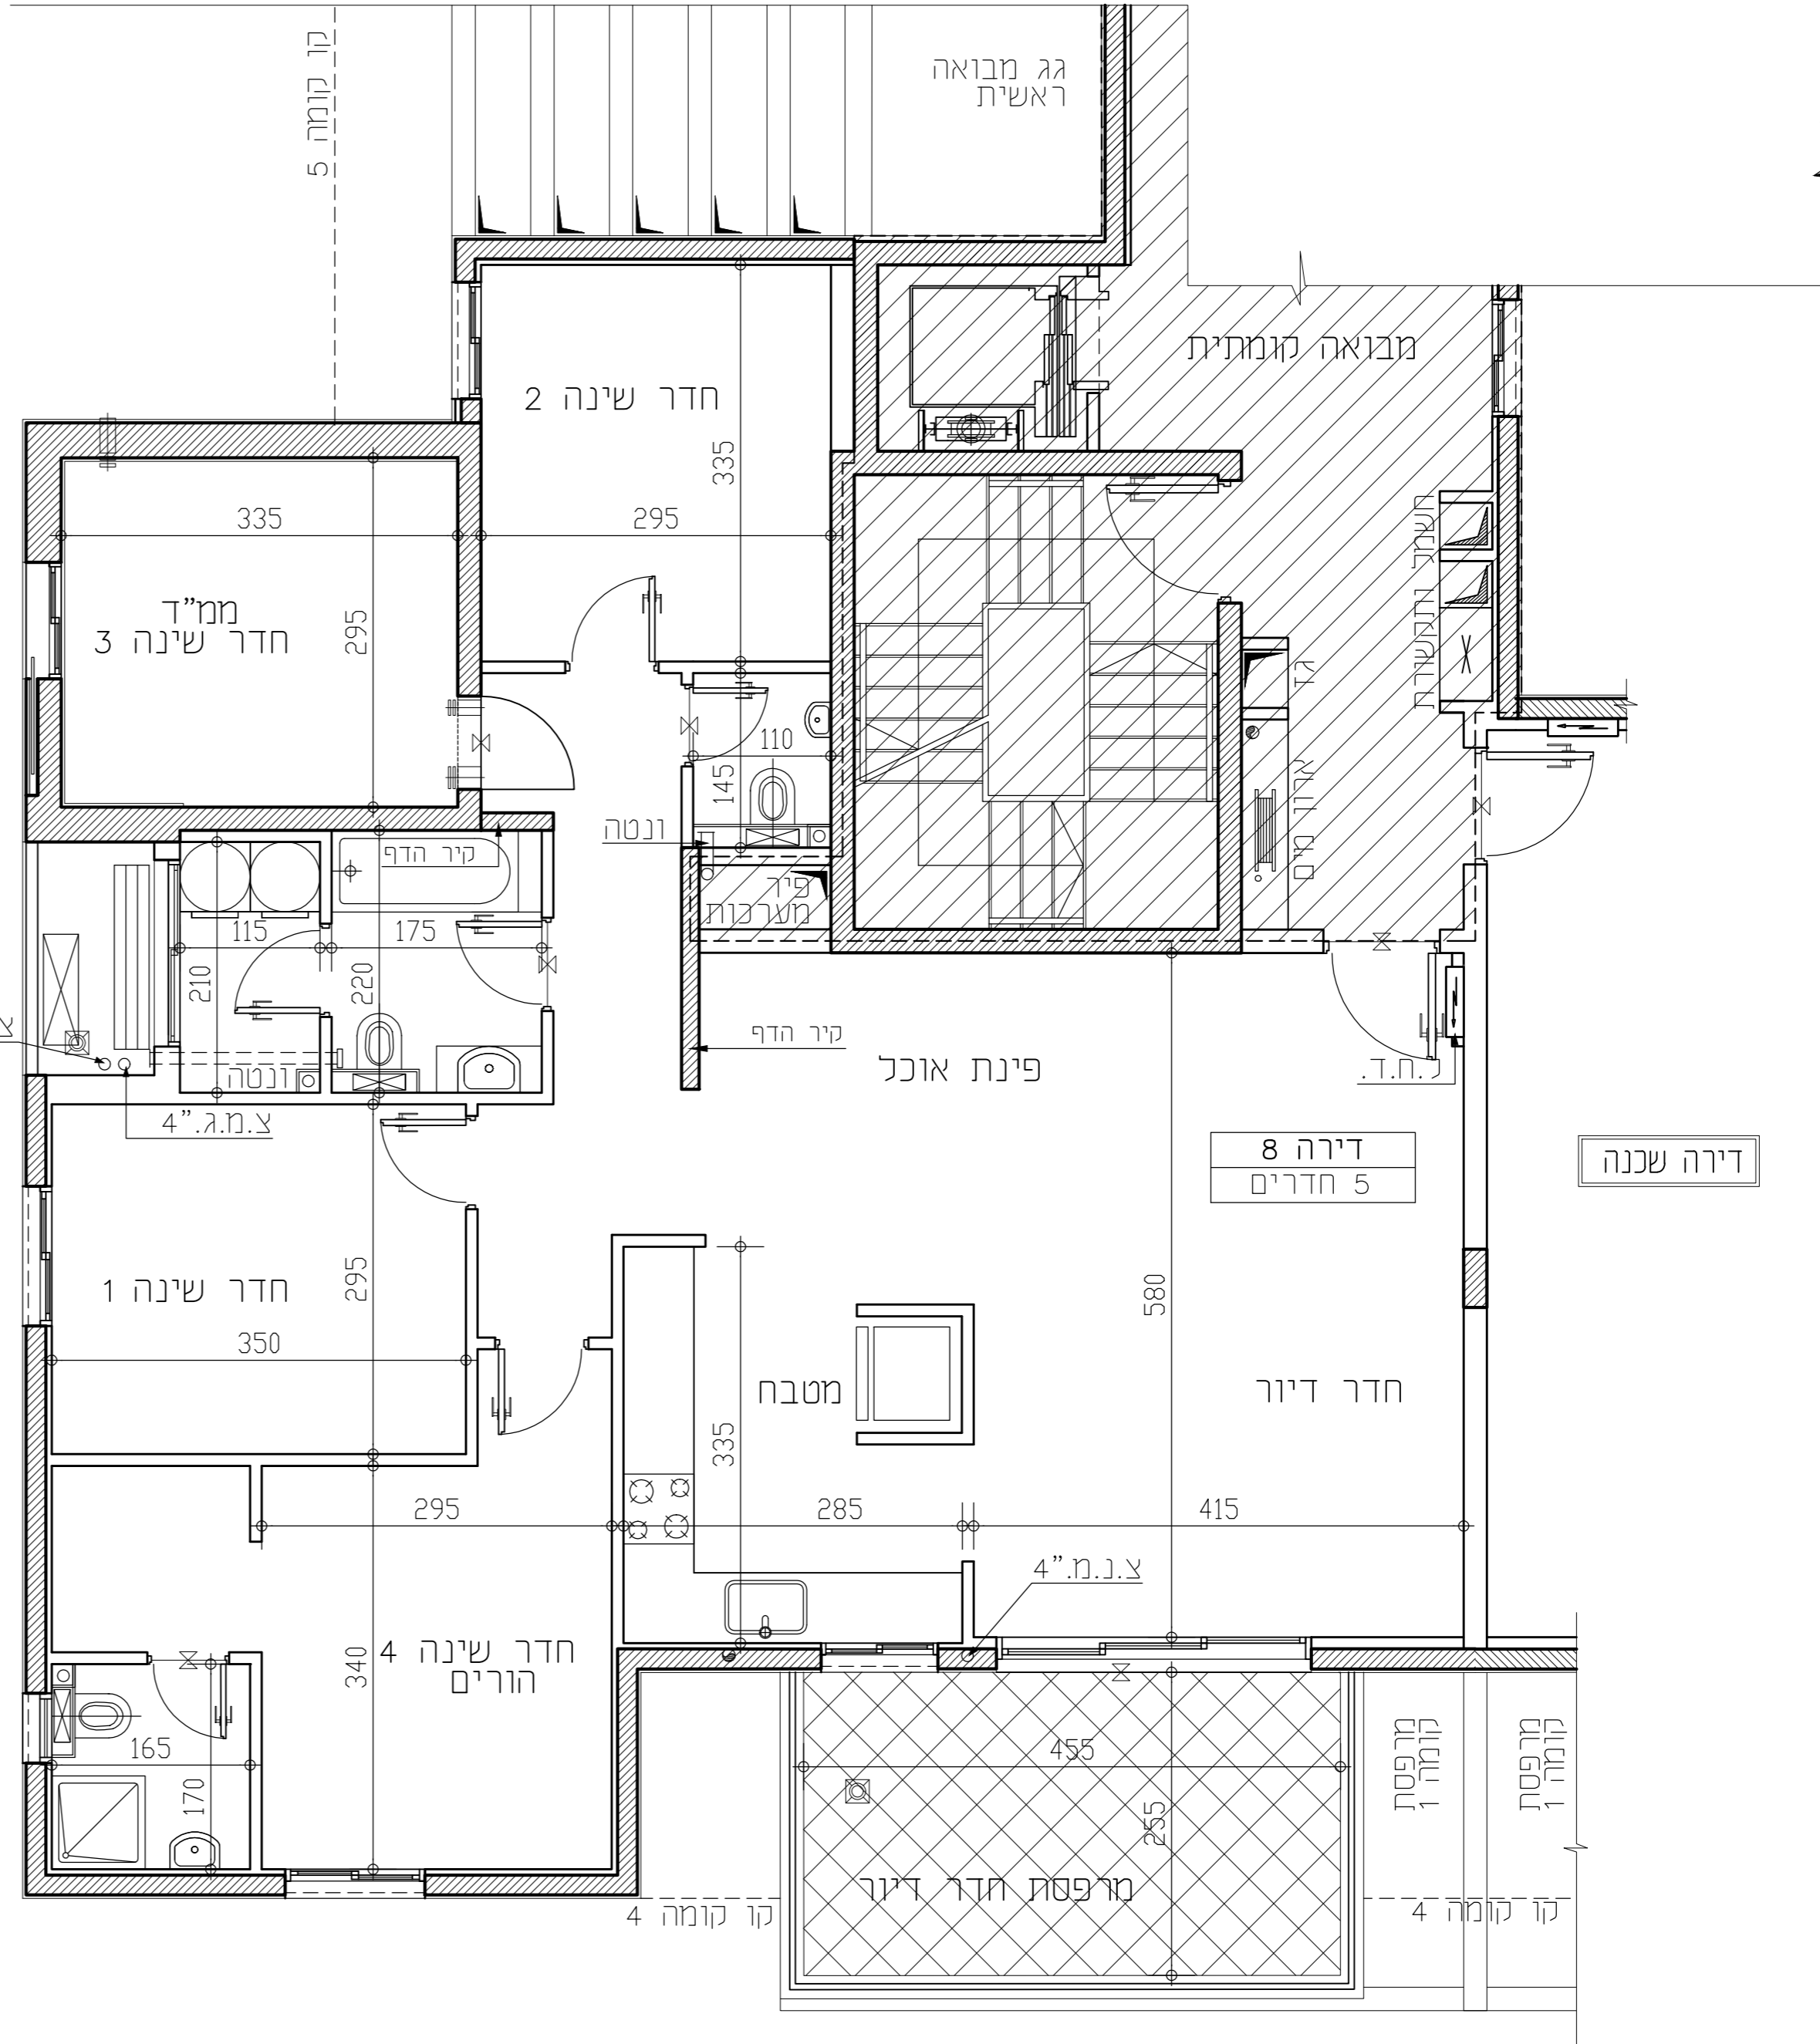 קו קומה 5
גג מבואה
ראשית
מבואה קומתית
חדר שינה 2
335
295
335
ממ"ד
חדר שינה 3
295
חשמל ותקשורת
גז
ארון מים
110
145
ונטה
קיר הדף
פיר
מערכות
115
175
210
220
ונטה
צ.מ.ג."4
קיר הדף
פינת אוכל
ל.ח.ד.
דירה 8
5 חדרים
דירה שכנה
חדר שינה 1
295
350
580
מטבח
חדר דיור
335
295
285
415
צ.נ.מ."4
חדר שינה 4
הורים
340
165
170
455
255
מרפסת חדר דיור
מרפסת
קומה 1
מרפסת
קומה 1
קו קומה 4
קו קומה 4